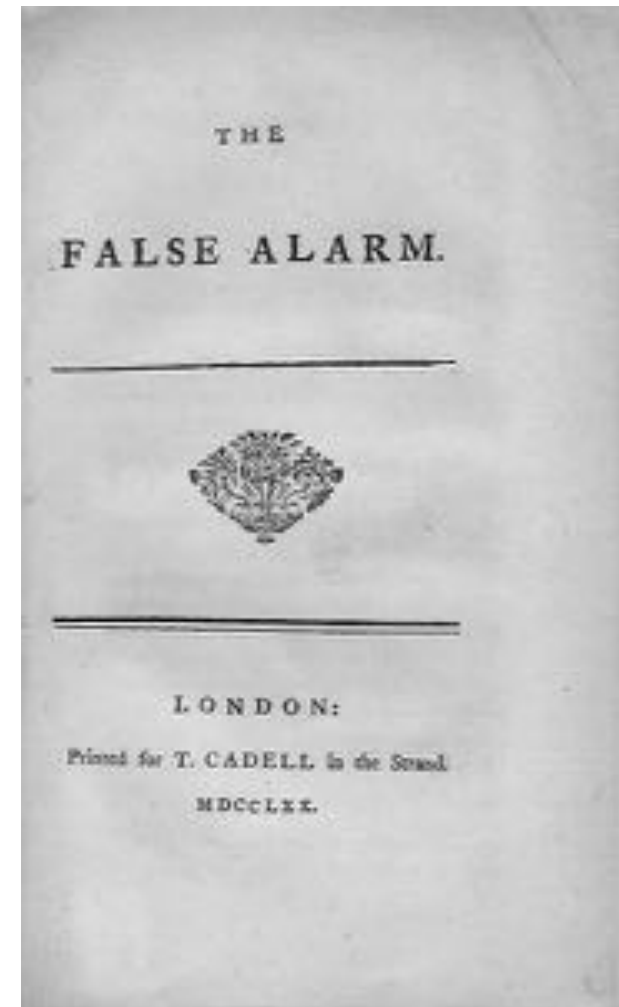 THE
FALSE ALARM.
LONDON:
Printed for T. CADELL in the Strand.
MDCCLXX.